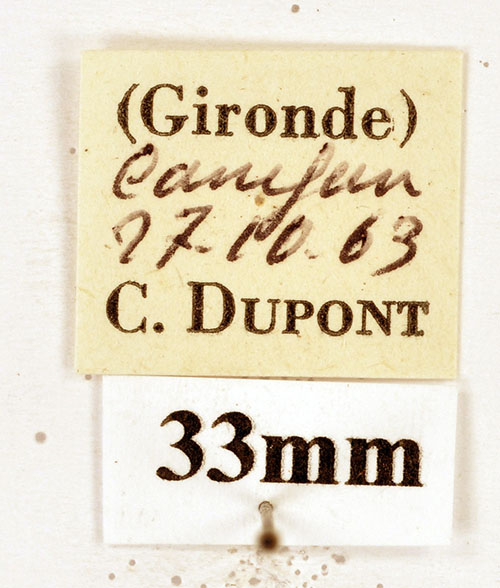 (Gironde)
Canejan
27.10.63
C. DUPONT
33mm